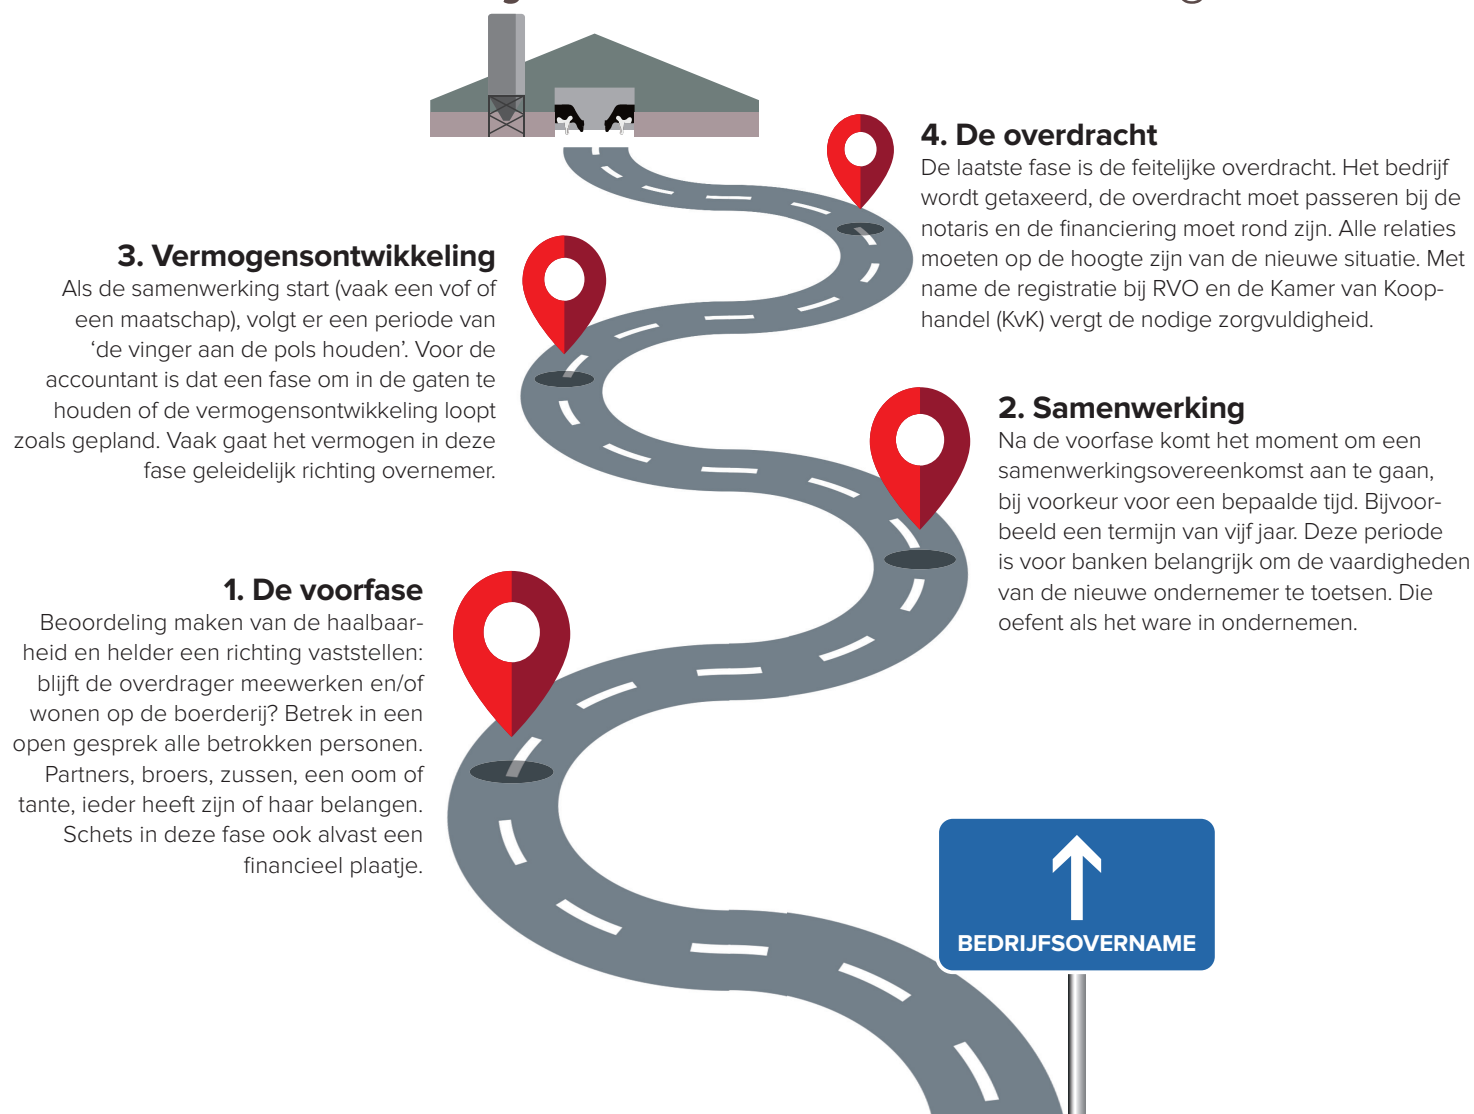 4. De overdracht
De laatste fase is de feitelijke overdracht. Het bedrijf
wordt getaxeerd, de overdracht moet passeren bij de
notaris en de financiering moet rond zijn. Alle relaties
moeten op de hoogte zijn van de nieuwe situatie. Met
name de registratie bij RVO en de Kamer van Koop-
handel (KvK) vergt de nodige zorgvuldigheid.
3. Vermogensontwikkeling
Als de samenwerking start (vaak een vof of
een maatschap), volgt er een periode van
‘de vinger aan de pols houden’. Voor de
accountant is dat een fase om in de gaten te
houden of de vermogensontwikkeling loopt
zoals gepland. Vaak gaat het vermogen in deze
fase geleidelijk richting overnemer.
2. Samenwerking
Na de voorfase komt het moment om een
samenwerkingsovereenkomst aan te gaan,
bij voorkeur voor een bepaalde tijd. Bijvoor-
beeld een termijn van vijf jaar. Deze periode
is voor banken belangrijk om de vaardigheden
van de nieuwe ondernemer te toetsen. Die
oefent als het ware in ondernemen.
1. De voorfase
Beoordeling maken van de haalbaar-
heid en helder een richting vaststellen:
blijft de overdrager meewerken en/of
wonen op de boerderij? Betrek in een
open gesprek alle betrokken personen.
Partners, broers, zussen, een oom of
tante, ieder heeft zijn of haar belangen.
Schets in deze fase ook alvast een
financieel plaatje.
BEDRIJFSOVERNAME